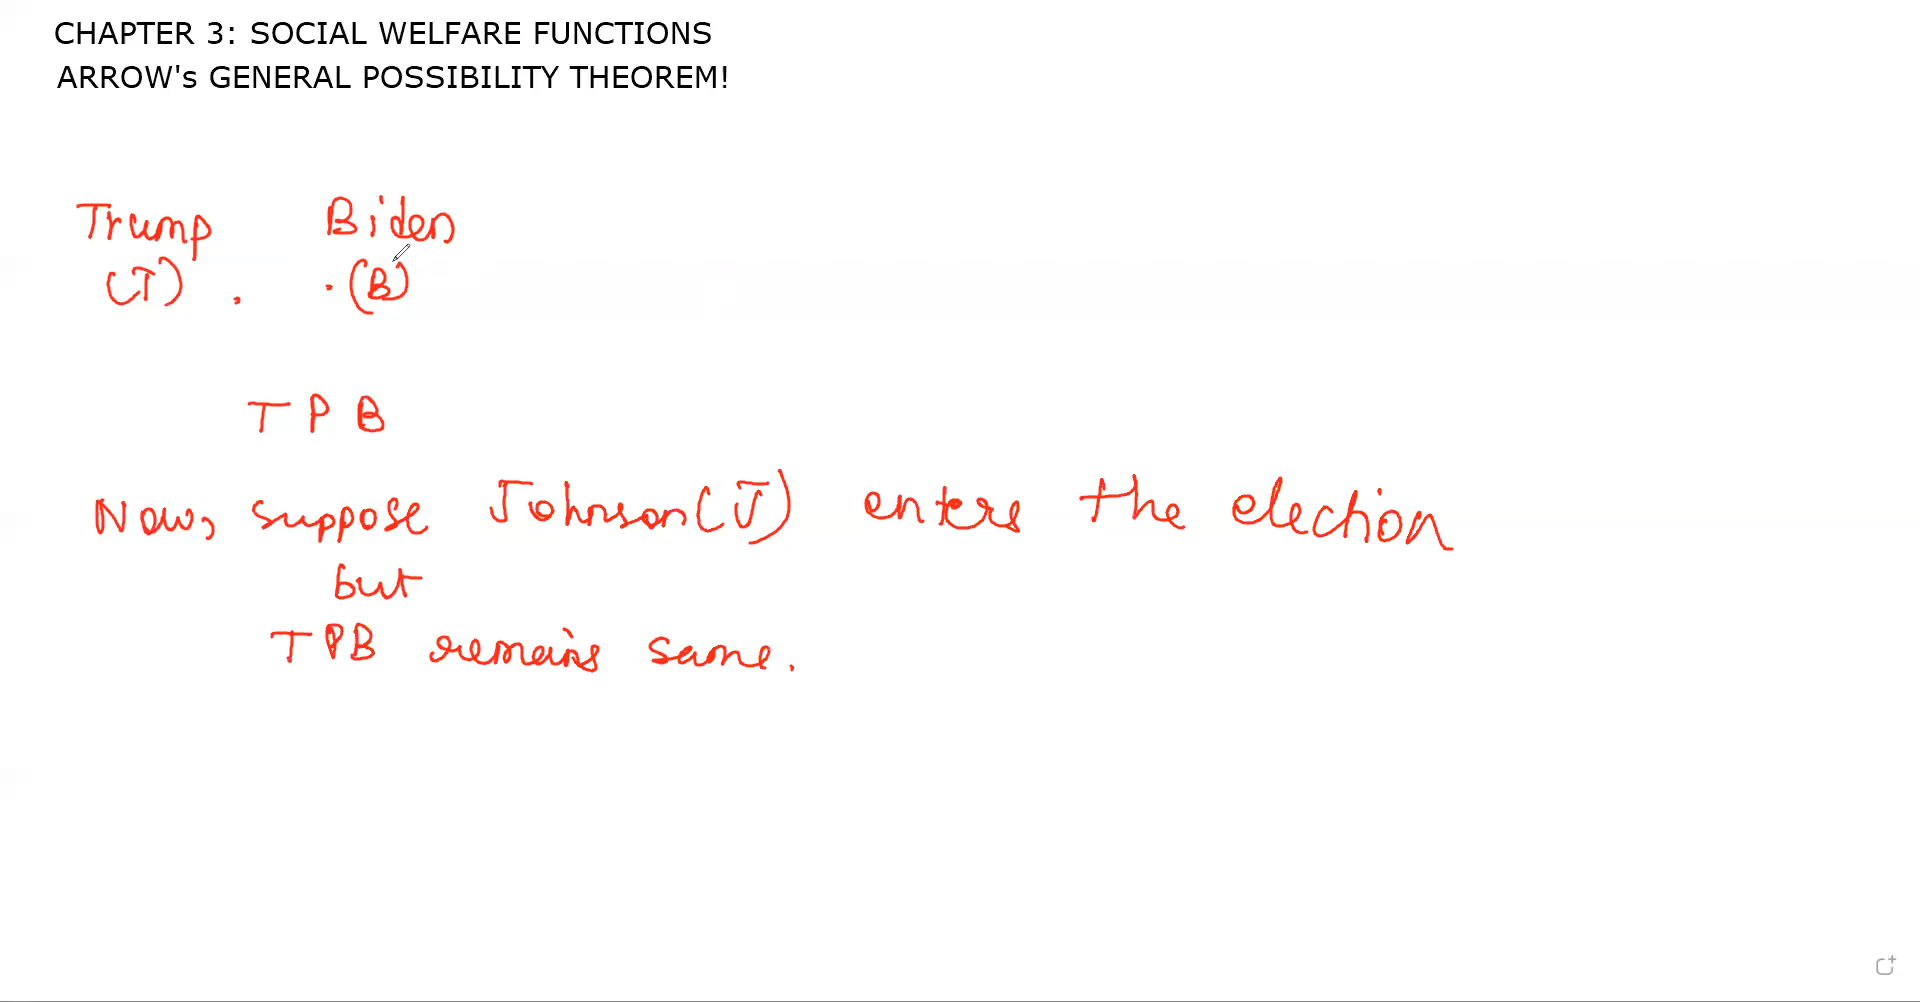 CHAPTER 3: SOCIAL WELFARE FUNCTIONS
ARROW's GENERAL POSSIBILITY THEOREM!
Trump Biden
(T) . . (B)
T P B
Now, suppose Johnson (J) enters the election
but
T P B remains same.